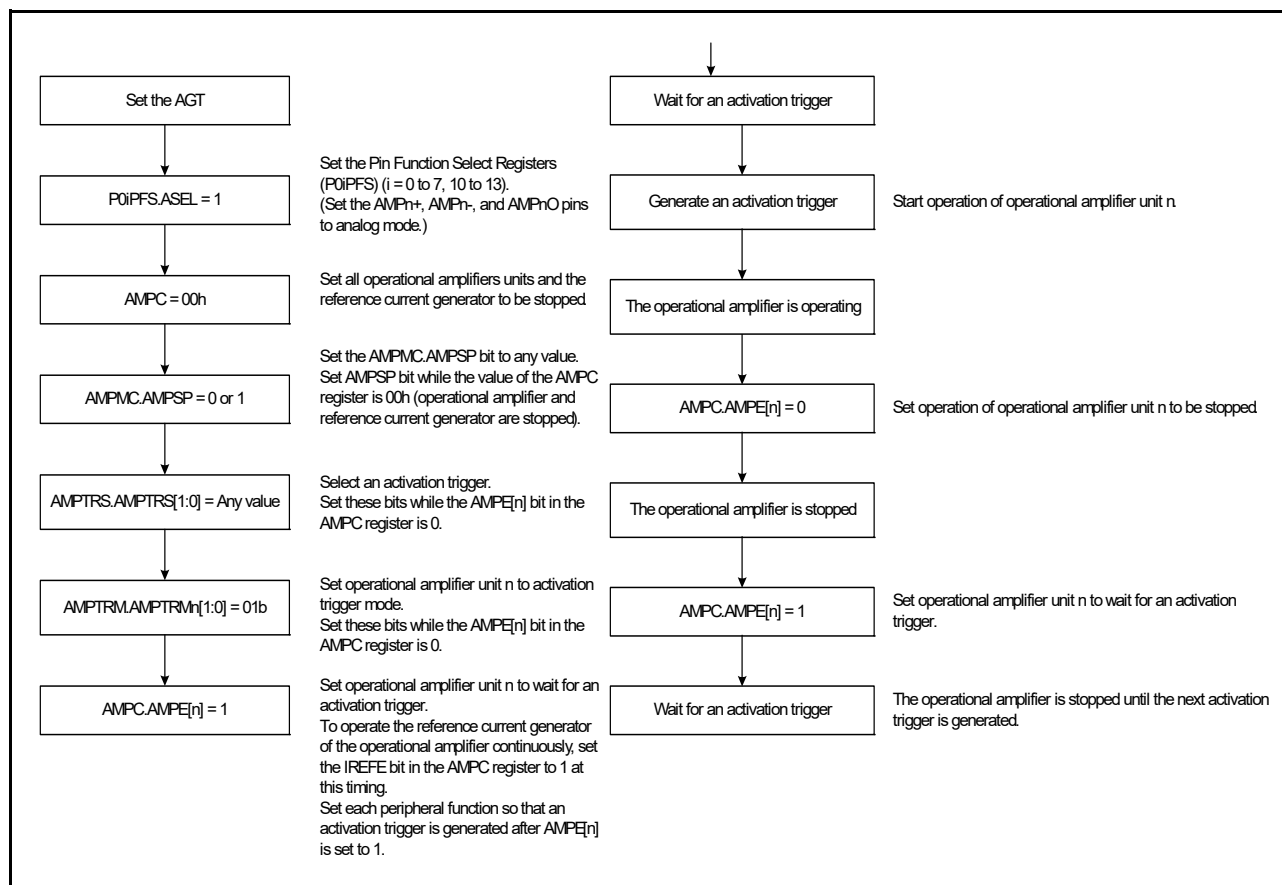 Set the AGT
P0iPFS.ASEL = 1
Set the Pin Function Select Registers
(P0iPFS) (i = 0 to 7, 10 to 13).
(Set the AMPn+, AMPn-, and AMPnO pins
to analog mode.)
AMPC = 00h
Set all operational amplifiers units and the
reference current generator to be stopped.
AMPMC.AMPSP = 0 or 1
Set the AMPMC.AMPSP bit to any value.
Set AMPSP bit while the value of the AMPC
register is 00h (operational amplifier and
reference current generator are stopped).
AMPTRS.AMPTRS[1:0] = Any value
Select an activation trigger.
Set these bits while the AMPE[n] bit in the
AMPC register is 0.
AMPTRM.AMPTRMn[1:0] = 01b
Set operational amplifier unit n to activation
trigger mode.
Set these bits while the AMPE[n] bit in the
AMPC register is 0.
AMPC.AMPE[n] = 1
Set operational amplifier unit n to wait for an
activation trigger.
To operate the reference current generator
of the operational amplifier continuously, set
the IREFE bit in the AMPC register to 1 at
this timing.
Set each peripheral function so that an
activation trigger is generated after AMPE[n]
is set to 1.
Wait for an activation trigger
Generate an activation trigger
Start operation of operational amplifier unit n.
The operational amplifier is operating
AMPC.AMPE[n] = 0
Set operation of operational amplifier unit n to be stopped.
The operational amplifier is stopped
AMPC.AMPE[n] = 1
Set operational amplifier unit n to wait for an activation
trigger.
Wait for an activation trigger
The operational amplifier is stopped until the next activation
trigger is generated.